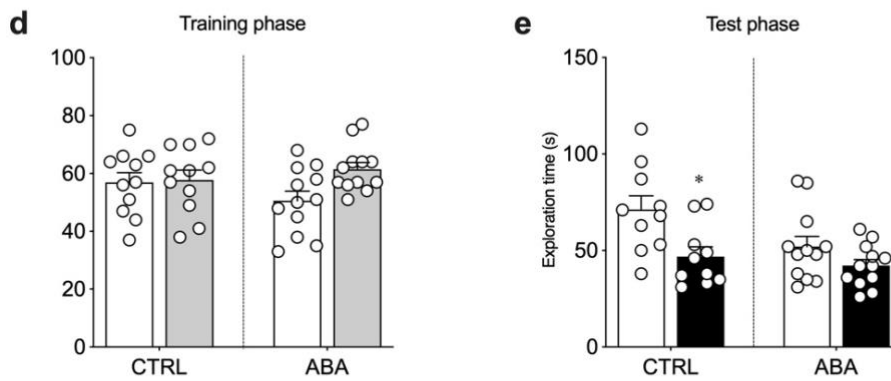 d
Training phase
100
80
60
40
20
0
CTRL
ABA
e
Test phase
Exploration time (s)
150
100
50
0
*
CTRL
ABA